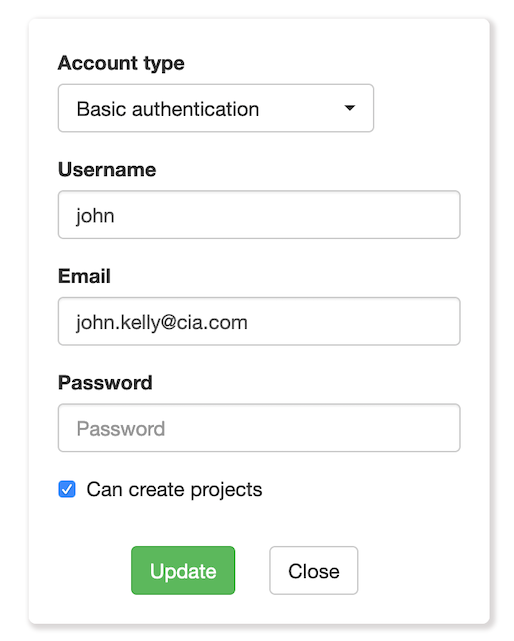 Account type
Basic authentication
Username
john
Email
john.kelly@cia.com
Password
Password
Can create projects
Update Close